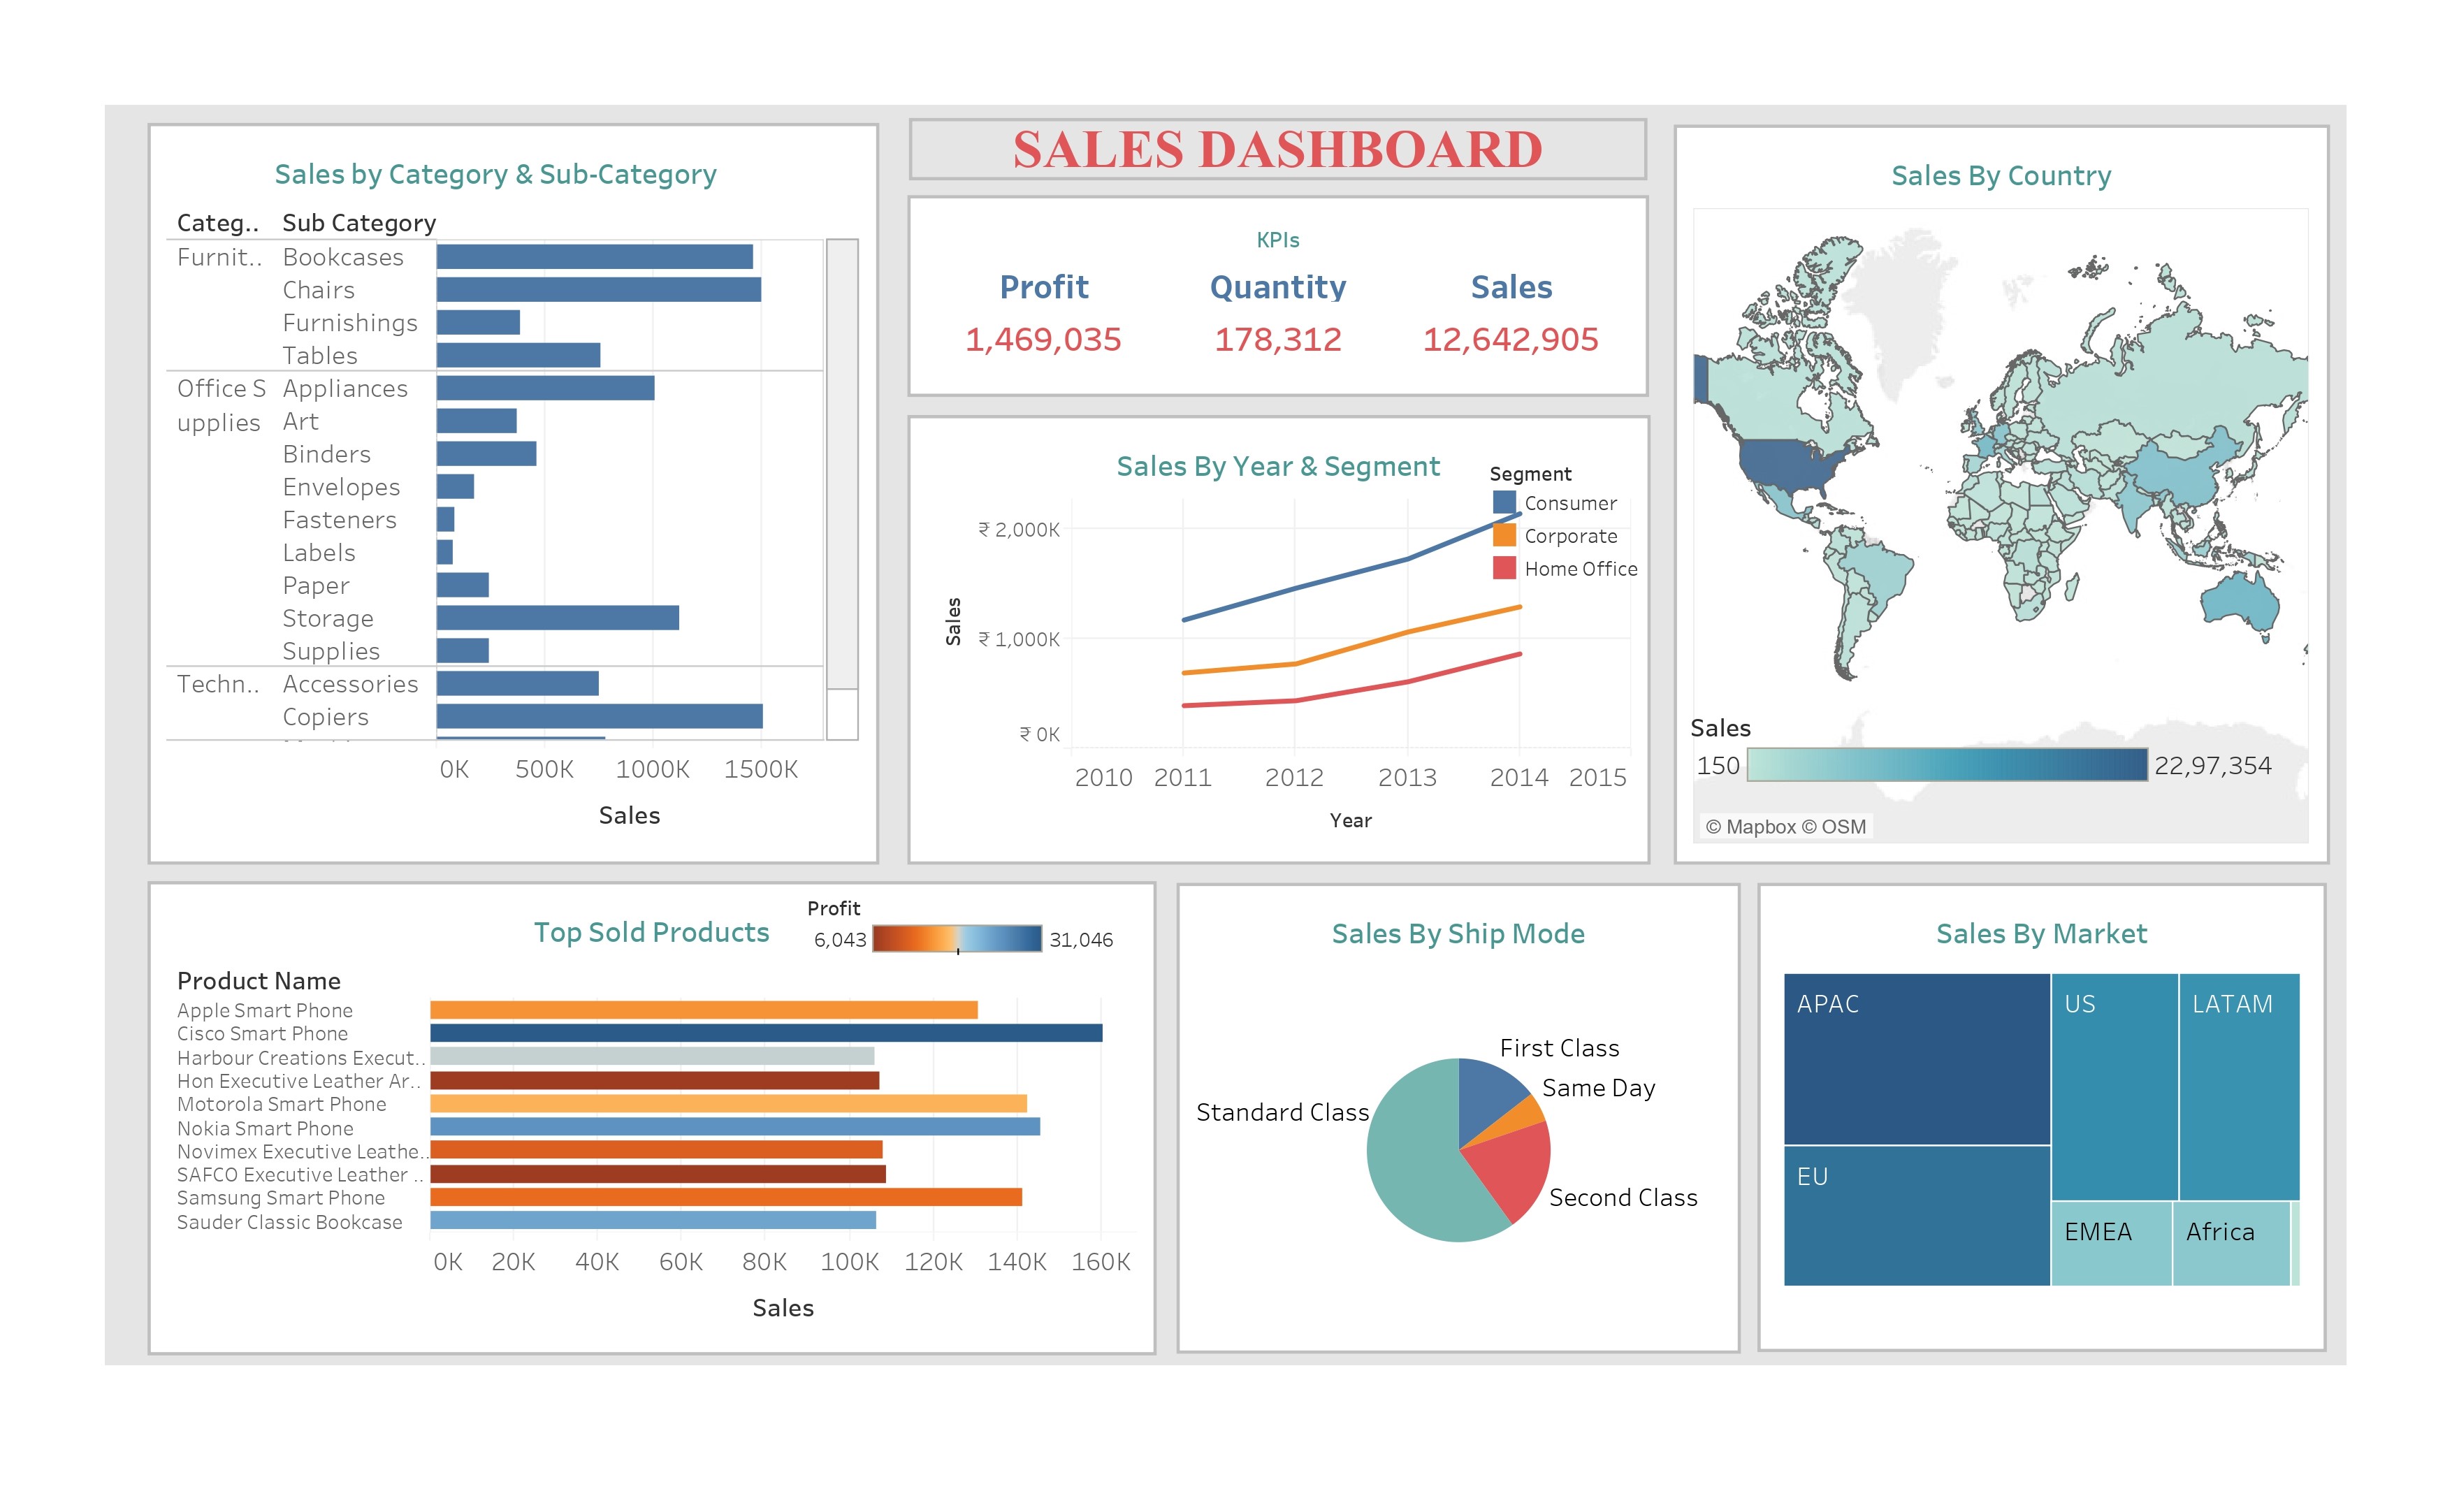 SALES DASHBOARD
Sales by Category & Sub-Category
Categ.. Sub Category
Furnit.. Bookcases
Chairs
Furnishings
Tables
Office S Appliances
upplies Art
Binders
Envelopes
Fasteners
Labels
Paper
Storage
Supplies
Techn.. Accessories
Copiers
0K 500K 1000K 1500K
Sales
KPIs
Profit Quantity Sales
1,469,035 178,312 12,642,905
Sales By Year & Segment
Segment
Consumer
Corporate
Home Office
₹ 2,000K
₹ 1,000K
₹ 0K
Sales
2010 2011 2012 2013 2014 2015
Year
Sales By Country
Sales
150 22,97,354
© Mapbox © OSM
Top Sold Products
Profit
6,043 31,046
Product Name
Apple Smart Phone
Cisco Smart Phone
Harbour Creations Execut..
Hon Executive Leather Ar..
Motorola Smart Phone
Nokia Smart Phone
Novimex Executive Leathe..
SAFCO Executive Leather ..
Samsung Smart Phone
Sauder Classic Bookcase
0K 20K 40K 60K 80K 100K 120K 140K 160K
Sales
Sales By Ship Mode
First Class
Same Day
Standard Class
Second Class
Sales By Market
APAC US LATAM
EU
EMEA Africa